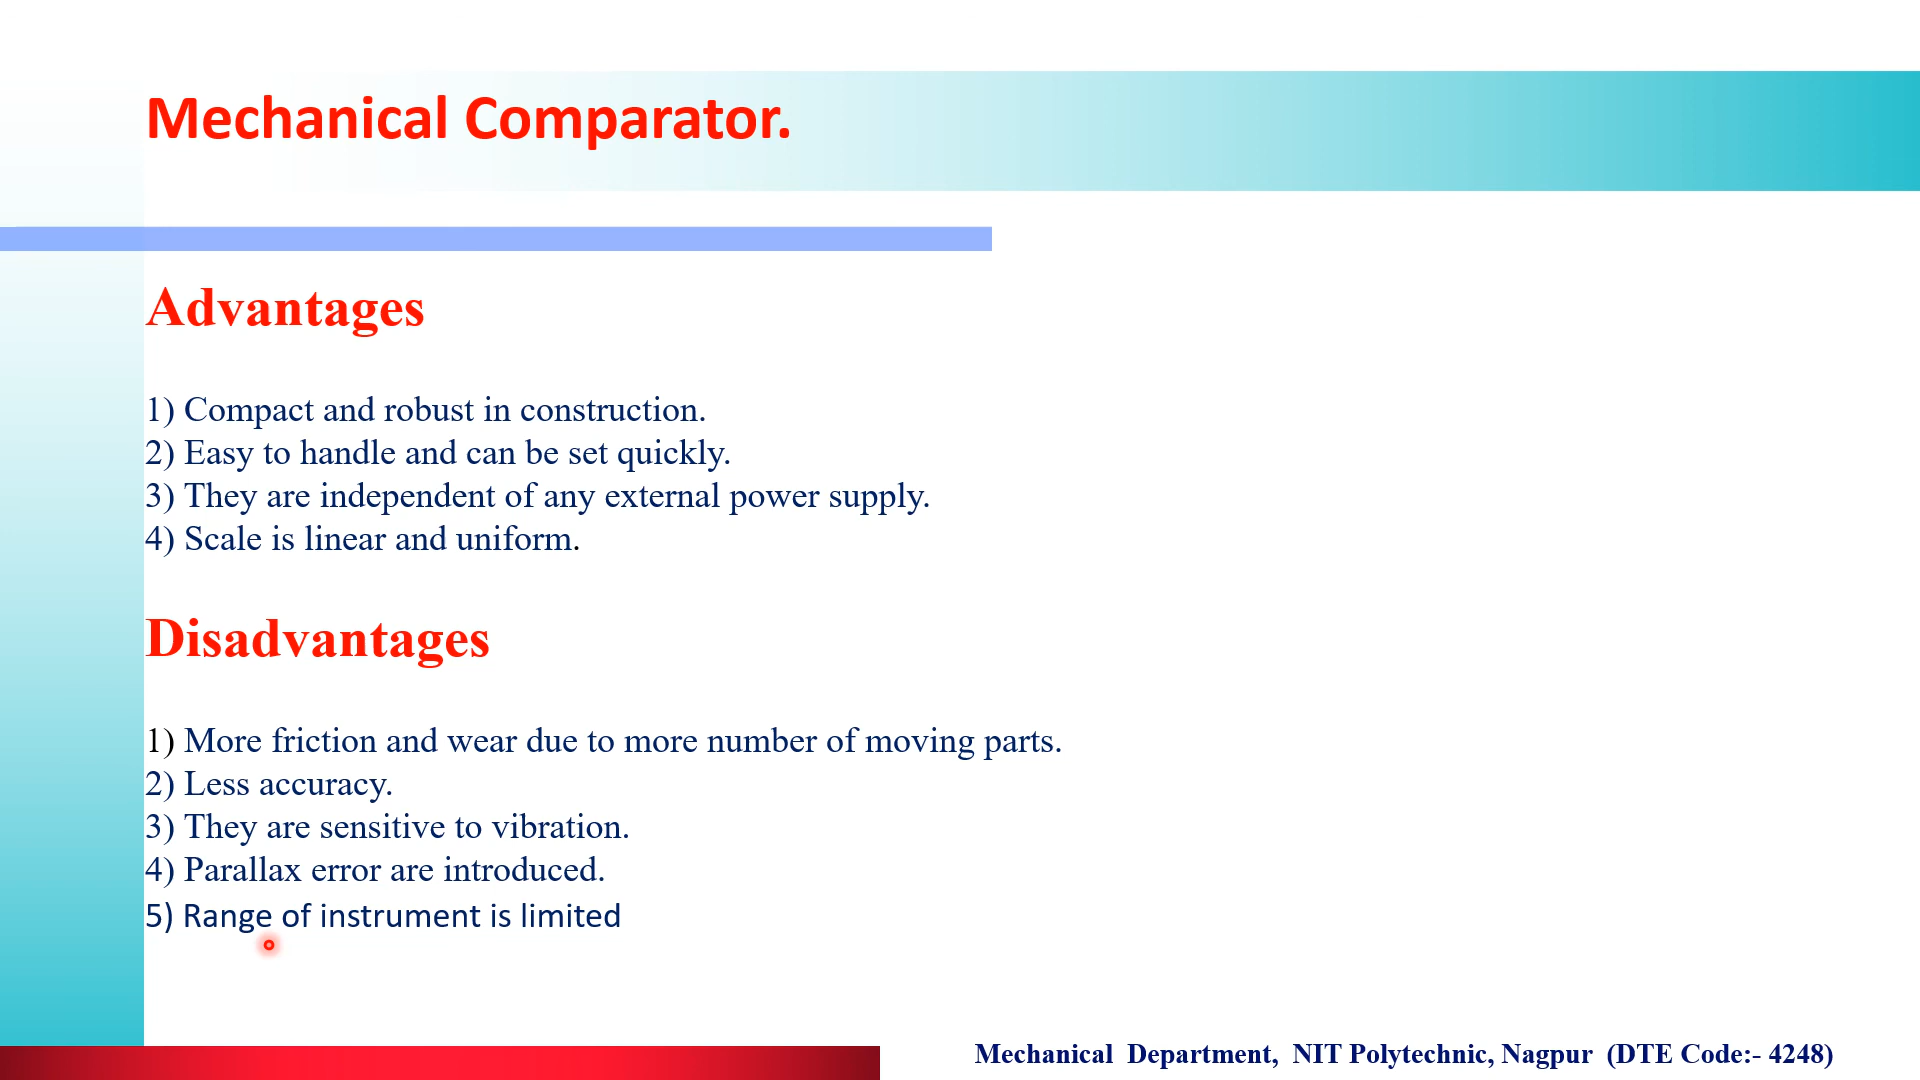 Mechanical Comparator.
Advantages
1) Compact and robust in construction.
2) Easy to handle and can be set quickly.
3) They are independent of any external power supply.
4) Scale is linear and uniform.
Disadvantages
1) More friction and wear due to more number of moving parts.
2) Less accuracy.
3) They are sensitive to vibration.
4) Parallax error are introduced.
5) Range of instrument is limited
Mechanical Department, NIT Polytechnic, Nagpur (DTE Code:- 4248)